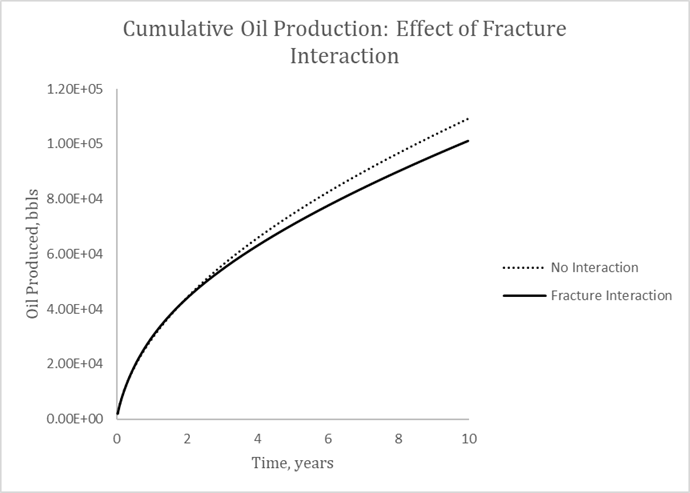 Cumulative Oil Production: Effect of Fracture
Interaction
1.20E+05
1.00E+05
8.00E+04
6.00E+04
4.00E+04
2.00E+04
0.00E+00
Oil Produced, bbls
0 2 4 6 8 10
Time, years
No Interaction
Fracture Interaction